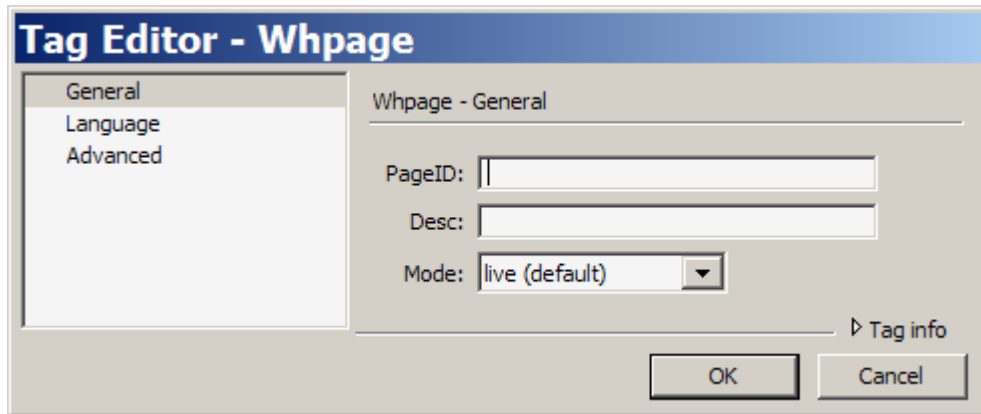 Tag Editor - Whpage
General
Language
Advanced
Whpage - General
PageID:
Desc:
Mode: live (default)
Tag info
OK Cancel